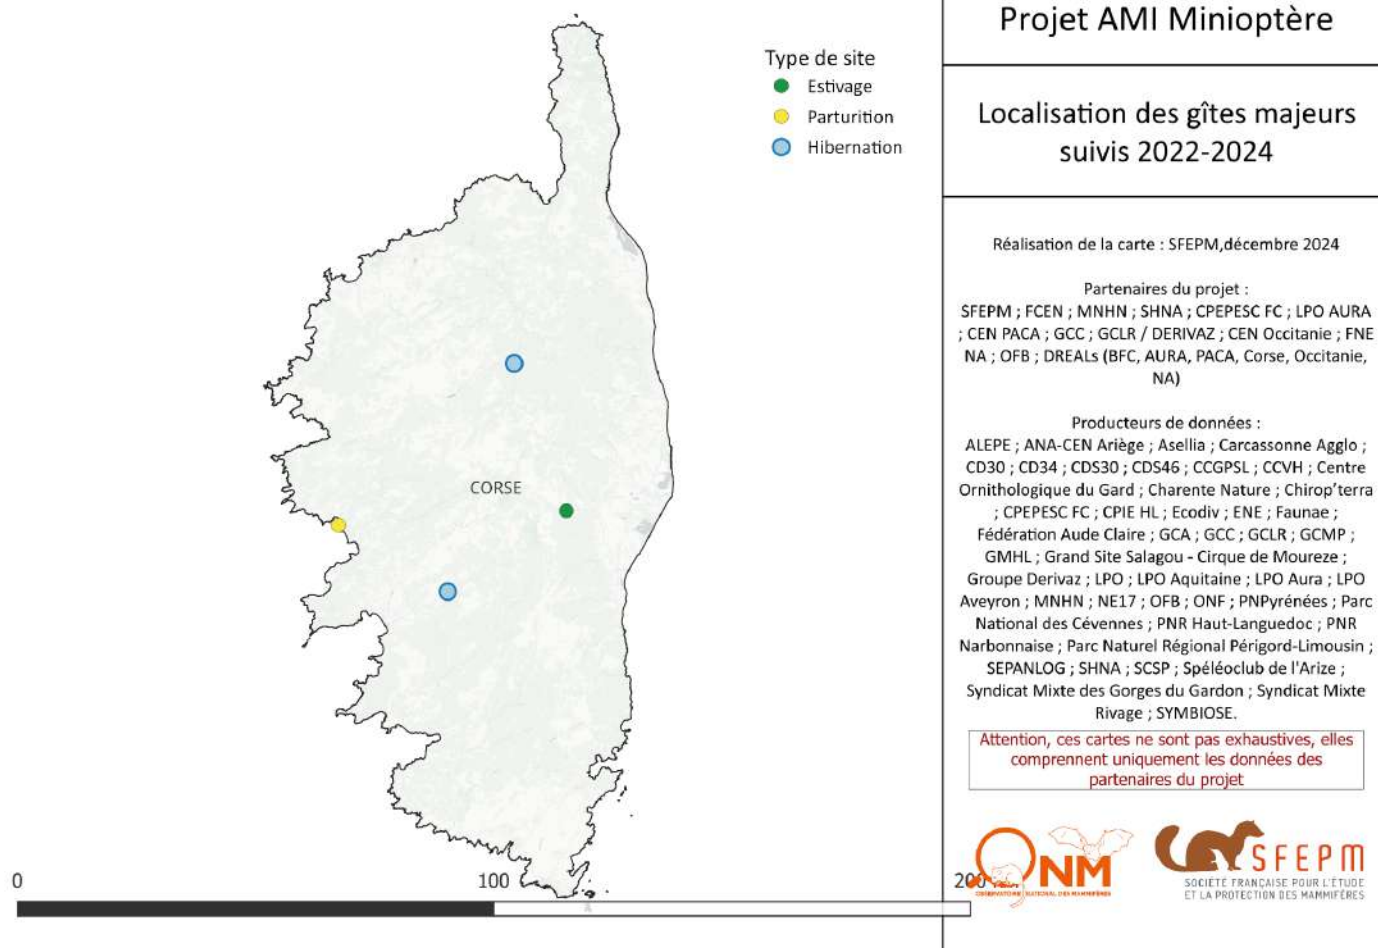 Type de site
Estivage
Parturition
Hibernation
CORSE
0
100
200
Projet AMI Minioptère
Localisation des gîtes majeurs
suivis 2022-2024
Réalisation de la carte : SFEPM,décembre 2024
Partenaires du projet :
SFEPM ; FCEN ; MNHN ; SHNA ; CPEPESC FC ; LPO AURA
; CEN PACA ; GCC ; GCLR / DERIVAZ ; CEN Occitanie ; FNE
NA ; OFB ; DREALs (BFC, AURA, PACA, Corse, Occitanie,
NA)
Producteurs de données :
ALEPE ; ANA-CEN Ariège ; Asellia ; Carcassonne Agglo ;
CD30 ; CD34 ; CDS30 ; CDS46 ; CCGPSL ; CCVH ; Centre
Ornithologique du Gard ; Charente Nature ; Chirop'terra
; CPEPESC FC ; CPIE HL ; Ecodiv ; ENE ; Faunae ;
Fédération Aude Claire ; GCA ; GCC ; GCLR ; GCMP ;
GMHL ; Grand Site Salagou - Cirque de Moureze ;
Groupe Derivaz ; LPO ; LPO Aquitaine ; LPO Aura ; LPO
Aveyron ; MNHN ; NE17 ; OFB ; ONF ; PNPyrénées ; Parc
National des Cévennes ; PNR Haut-Languedoc ; PNR
Narbonnaise ; Parc Naturel Régional Périgord-Limousin ;
SEPANLOG ; SHNA ; SCSP ; Spéléoclub de l'Arize ;
Syndicat Mixte des Gorges du Gardon ; Syndicat Mixte
Rivage ; SYMBIOSE.
Attention, ces cartes ne sont pas exhaustives, elles
comprennent uniquement les données des
partenaires du projet
ONM
OBSERVATOIRE NATIONAL DES MAMMIFÈRES
SFEPM
SOCIÉTÉ FRANÇAISE POUR L'ÉTUDE
ET LA PROTECTION DES MAMMIFÈRES